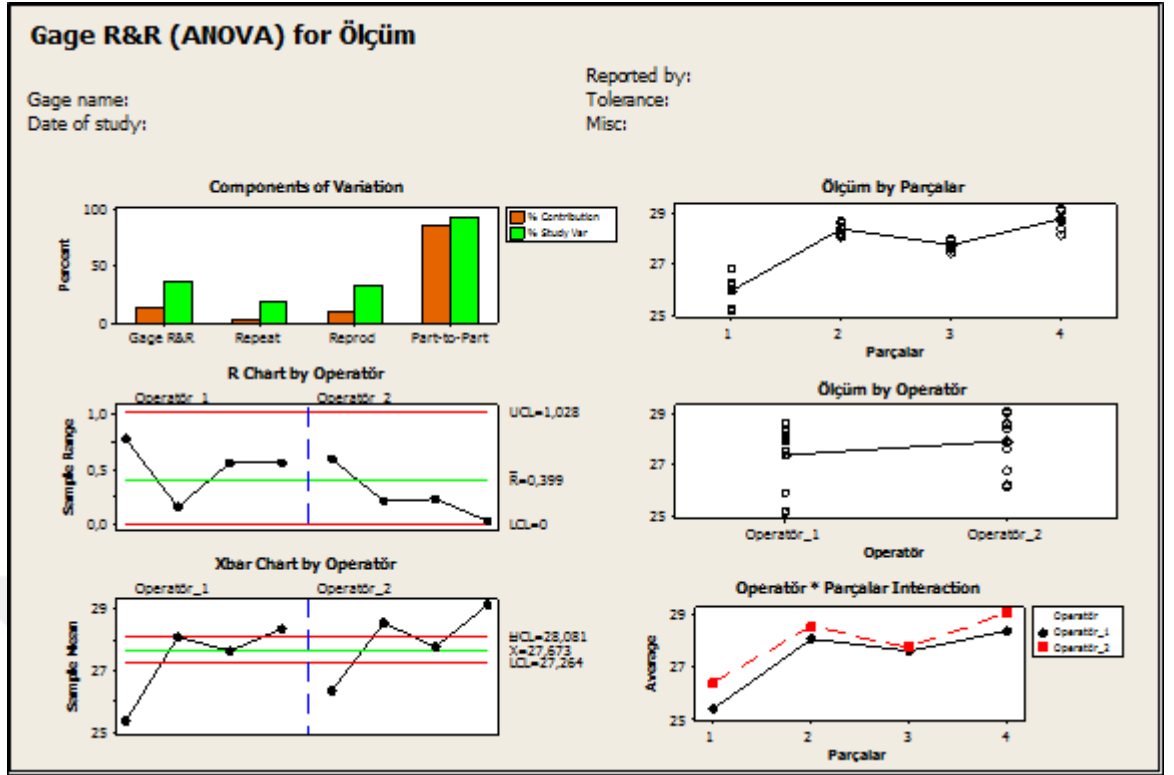 Gage R&R (ANOVA) for Ölçüm
Reported by:
Gage name:
Tolerance:
Date of study:
Misc:
Components of Variation
100
50
0
Percent
Gage R&R
Repeat
Reprod
Part-to-Part
% Contribution
% Study Var
R Chart by Operatör
Operatör_1
Operatör_2
1,0
0,5
0,0
Sample Range
UCL=1,028
R̄=0,399
LCL=0
Xbar Chart by Operatör
Operatör_1
Operatör_2
29
27
25
Sample Mean
UCL=28,081
X̿=27,673
LCL=27,264
Ölçüm by Parçalar
29
27
25
1
2
3
4
Parçalar
Ölçüm by Operatör
29
27
25
Operatör_1
Operatör_2
Operatör
Operatör * Parçalar Interaction
29
27
25
Average
1
2
3
4
Parçalar
Operatör
Operatör_1
Operatör_2